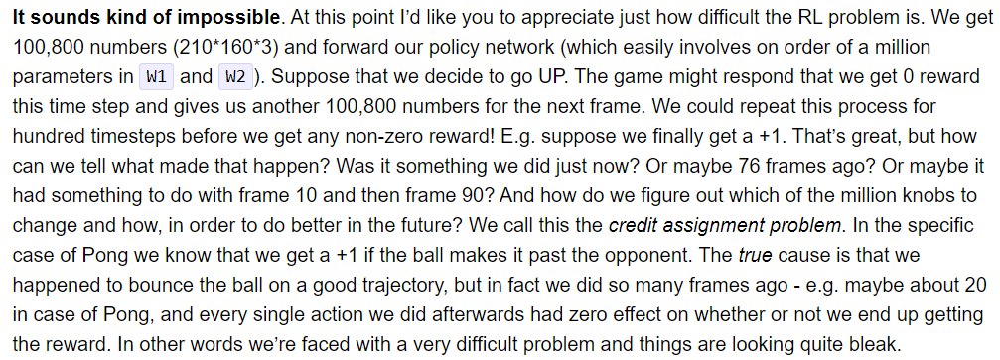 It sounds kind of impossible. At this point I’d like you to appreciate just how difficult the RL problem is. We get
100,800 numbers (210*160*3) and forward our policy network (which easily involves on order of a million
parameters in W1 and W2 ). Suppose that we decide to go UP. The game might respond that we get 0 reward
this time step and gives us another 100,800 numbers for the next frame. We could repeat this process for
hundred timesteps before we get any non-zero reward! E.g. suppose we finally get a +1. That’s great, but how
can we tell what made that happen? Was it something we did just now? Or maybe 76 frames ago? Or maybe it
had something to do with frame 10 and then frame 90? And how do we figure out which of the million knobs to
change and how, in order to do better in the future? We call this the credit assignment problem. In the specific
case of Pong we know that we get a +1 if the ball makes it past the opponent. The true cause is that we
happened to bounce the ball on a good trajectory, but in fact we did so many frames ago - e.g. maybe about 20
in case of Pong, and every single action we did afterwards had zero effect on whether or not we end up getting
the reward. In other words we’re faced with a very difficult problem and things are looking quite bleak.